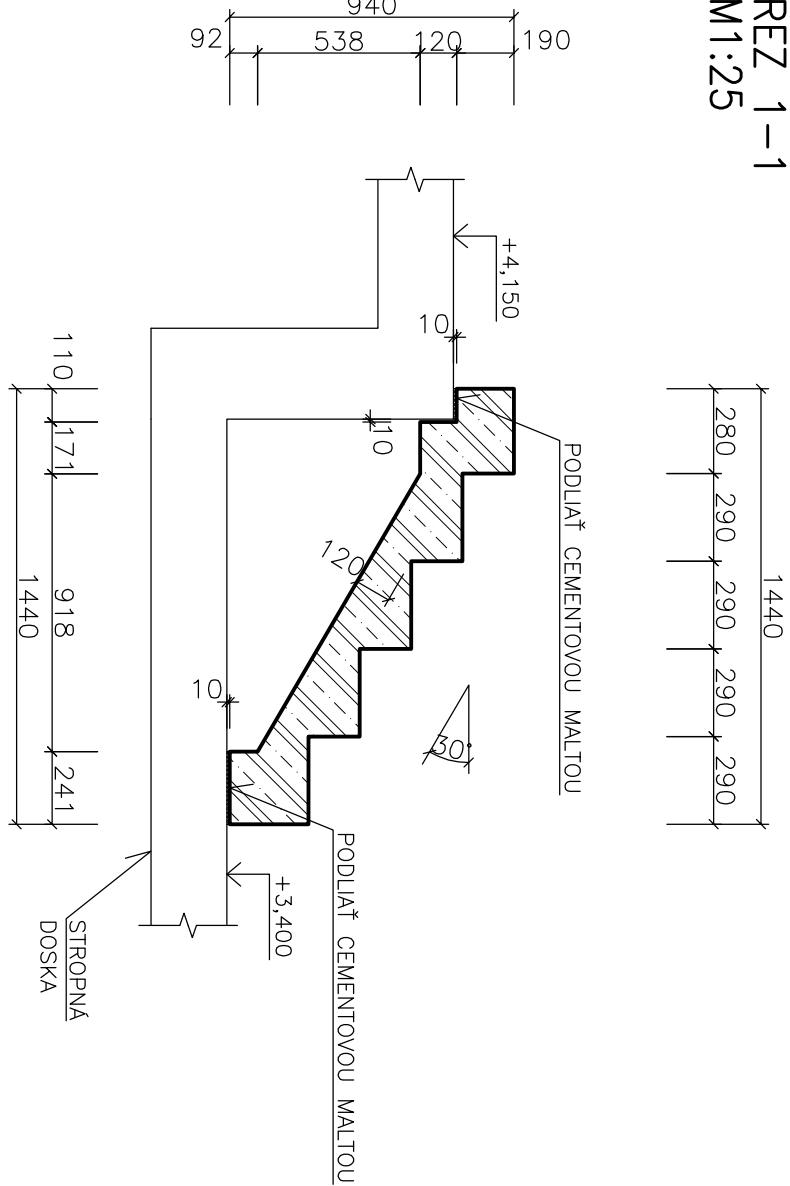 REZ 1-1
M1:25
1440
280 290 290 290 290
940
92 538 120 190
+4,150
10
PODLIAŤ CEMENTOVOU MALTOU
10
120
30°
10
PODLIAŤ CEMENTOVOU MALTOU
+3,400
STROPNÁ
DOSKA
110 171 918 241
1440